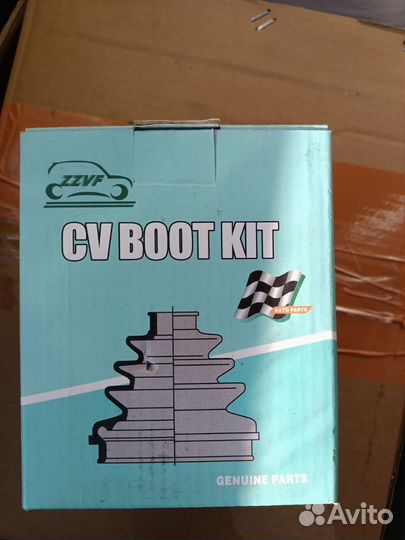 ZZVF
CV BOOT KIT
AUTO PARTS
GENUINE PARTS
Avito